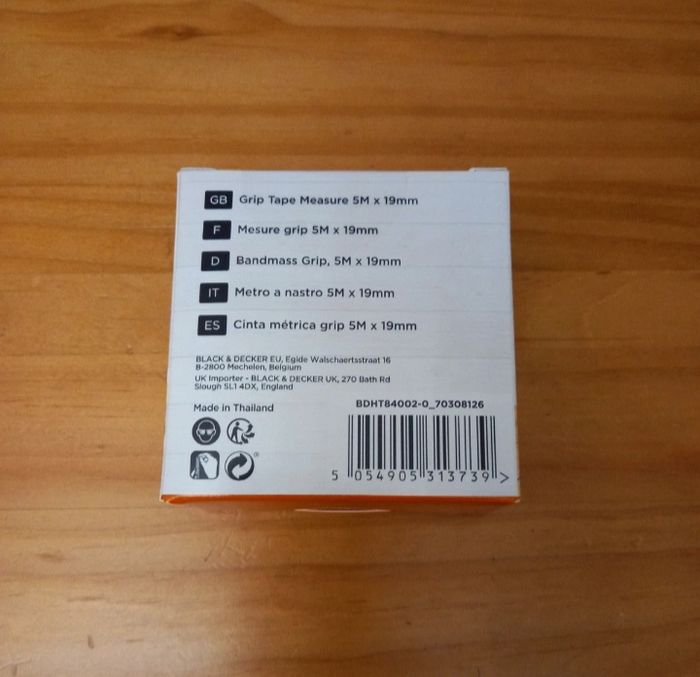 GB Grip Tape Measure 5M x 19mm
F Mesure grip 5M x 19mm
D Bandmass Grip, 5M x 19mm
IT Metro a nastro 5M x 19mm
ES Cinta métrica grip 5M x 19mm
BLACK & DECKER EU, Egide Walschaertsstraat 16
B-2800 Mechelen, Belgium
UK Importer - BLACK & DECKER UK, 270 Bath Rd
Slough SL1 4DX, England
Made in Thailand
BDHT84002-0_70308126
5 054905 313739 >